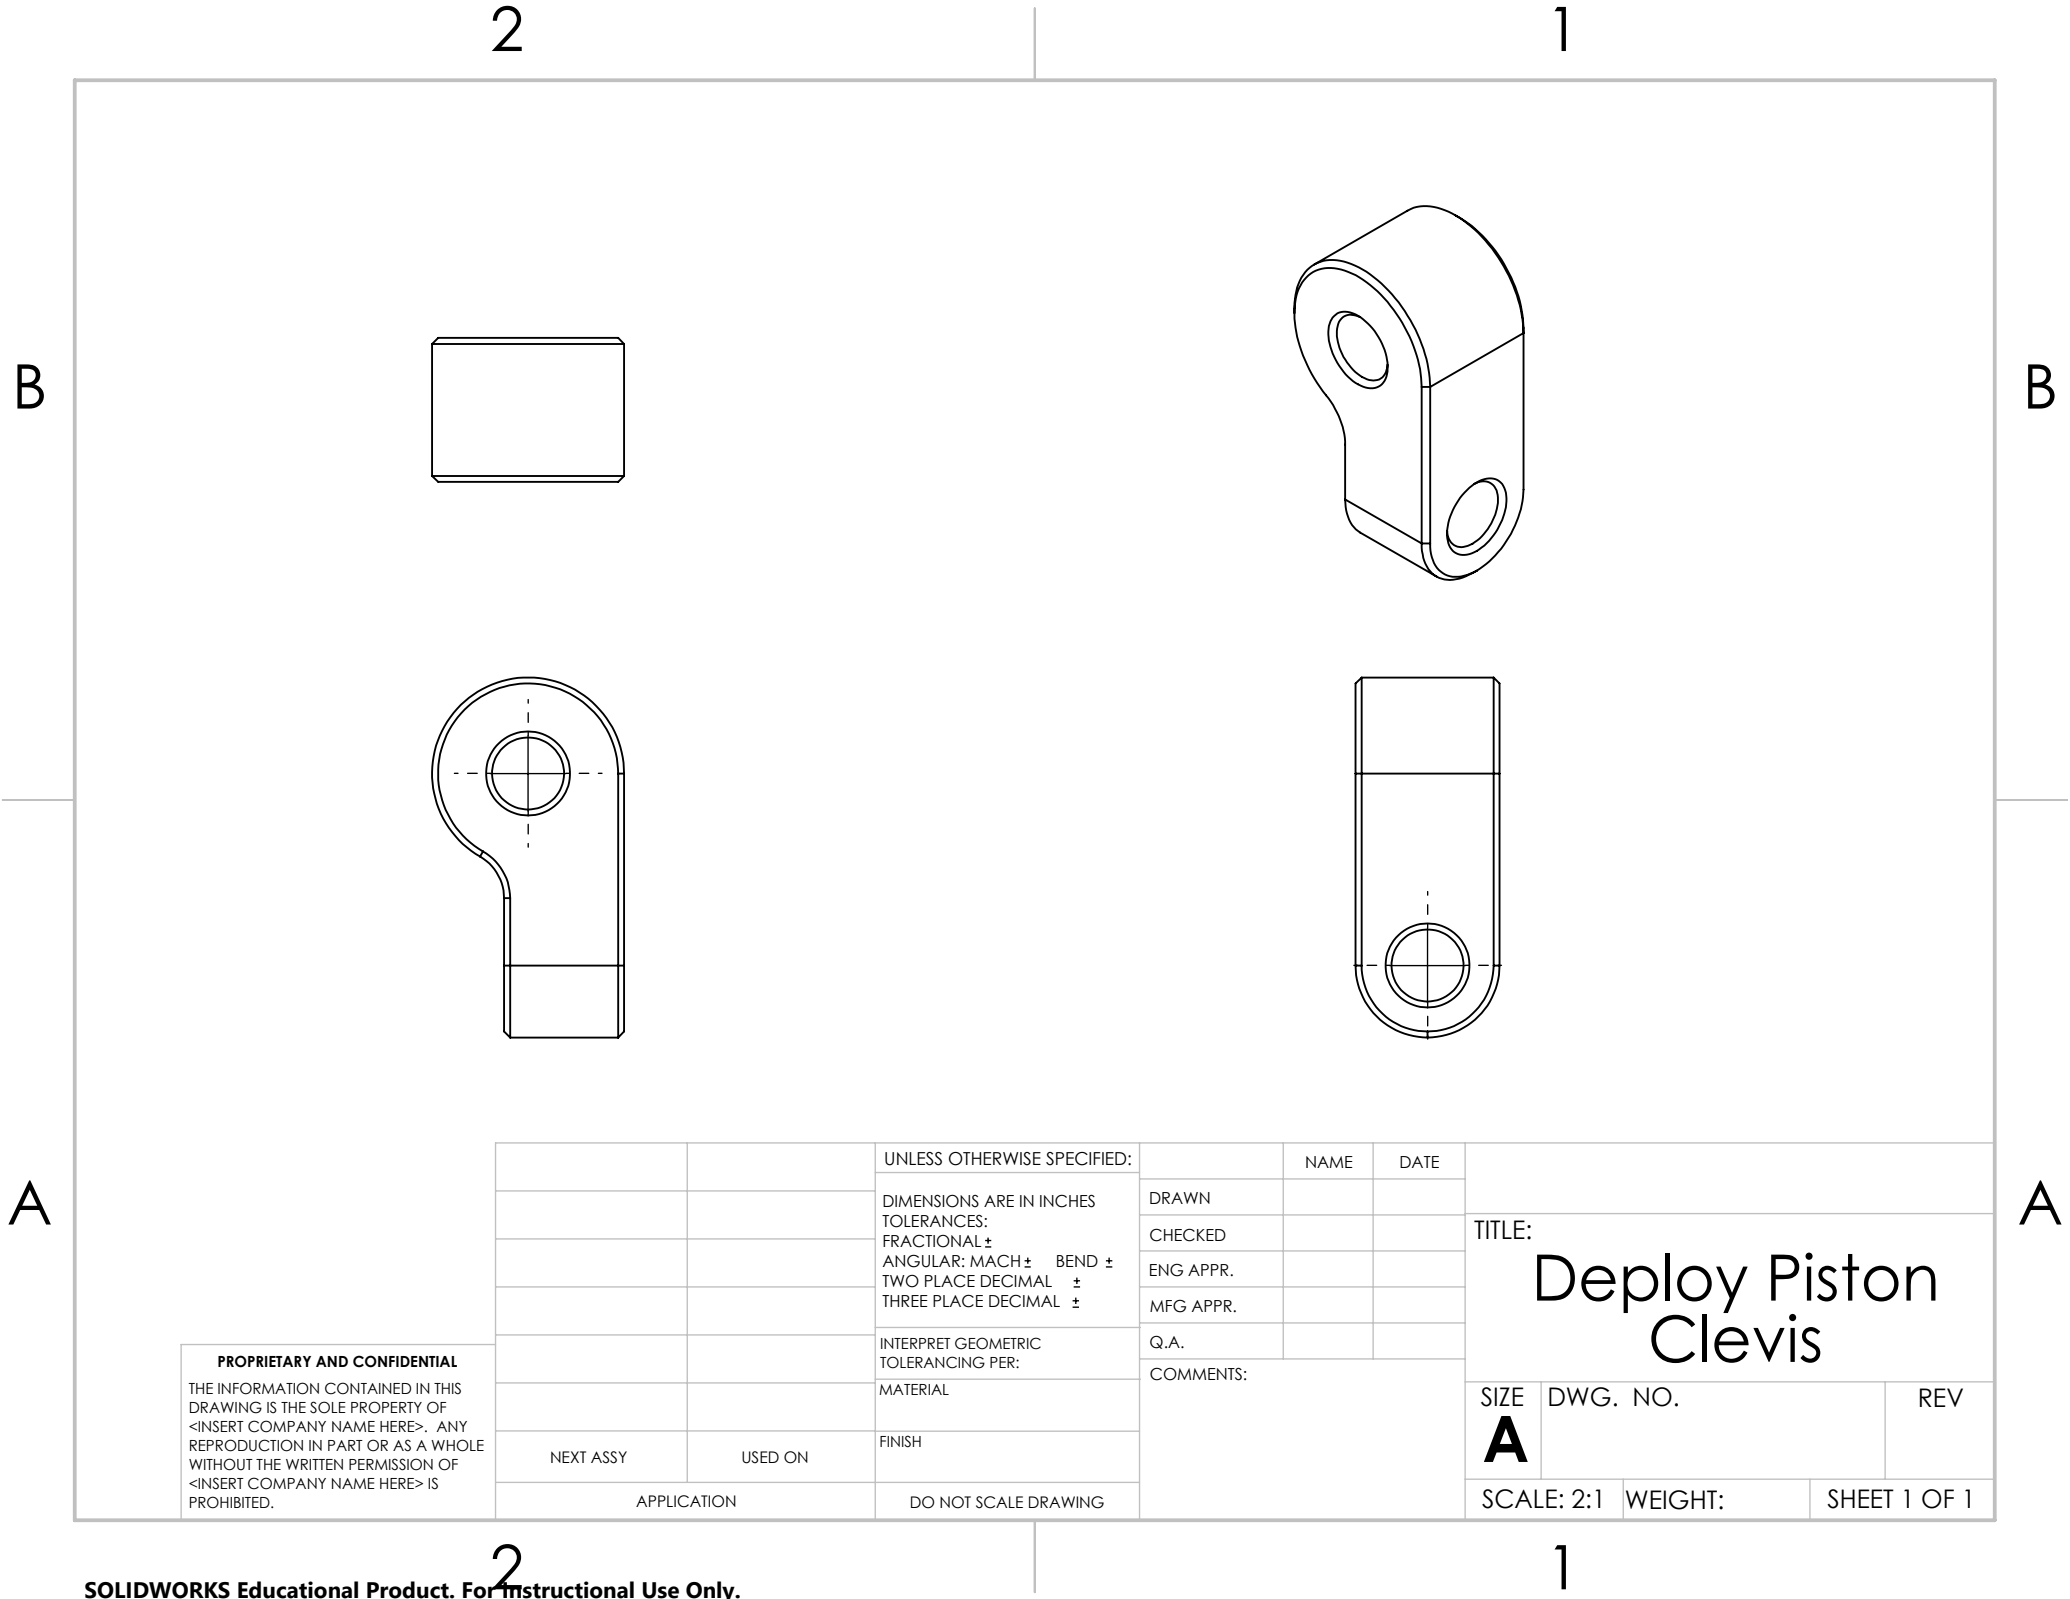 2 1
B B
A A
UNLESS OTHERWISE SPECIFIED:
DIMENSIONS ARE IN INCHES
TOLERANCES:
FRACTIONAL ±
ANGULAR: MACH ± BEND ±
TWO PLACE DECIMAL ±
THREE PLACE DECIMAL ±
INTERPRET GEOMETRIC
TOLERANCING PER:
MATERIAL
FINISH
DO NOT SCALE DRAWING
NAME DATE
DRAWN
CHECKED
ENG APPR.
MFG APPR.
Q.A.
COMMENTS:
TITLE:
Deploy Piston
Clevis
SIZE DWG. NO. REV
A
SCALE: 2:1 WEIGHT: SHEET 1 OF 1
PROPRIETARY AND CONFIDENTIAL
THE INFORMATION CONTAINED IN THIS
DRAWING IS THE SOLE PROPERTY OF
<INSERT COMPANY NAME HERE>. ANY
REPRODUCTION IN PART OR AS A WHOLE
WITHOUT THE WRITTEN PERMISSION OF
<INSERT COMPANY NAME HERE> IS
PROHIBITED.
NEXT ASSY USED ON
APPLICATION
2 1
SOLIDWORKS Educational Product. For Instructional Use Only.